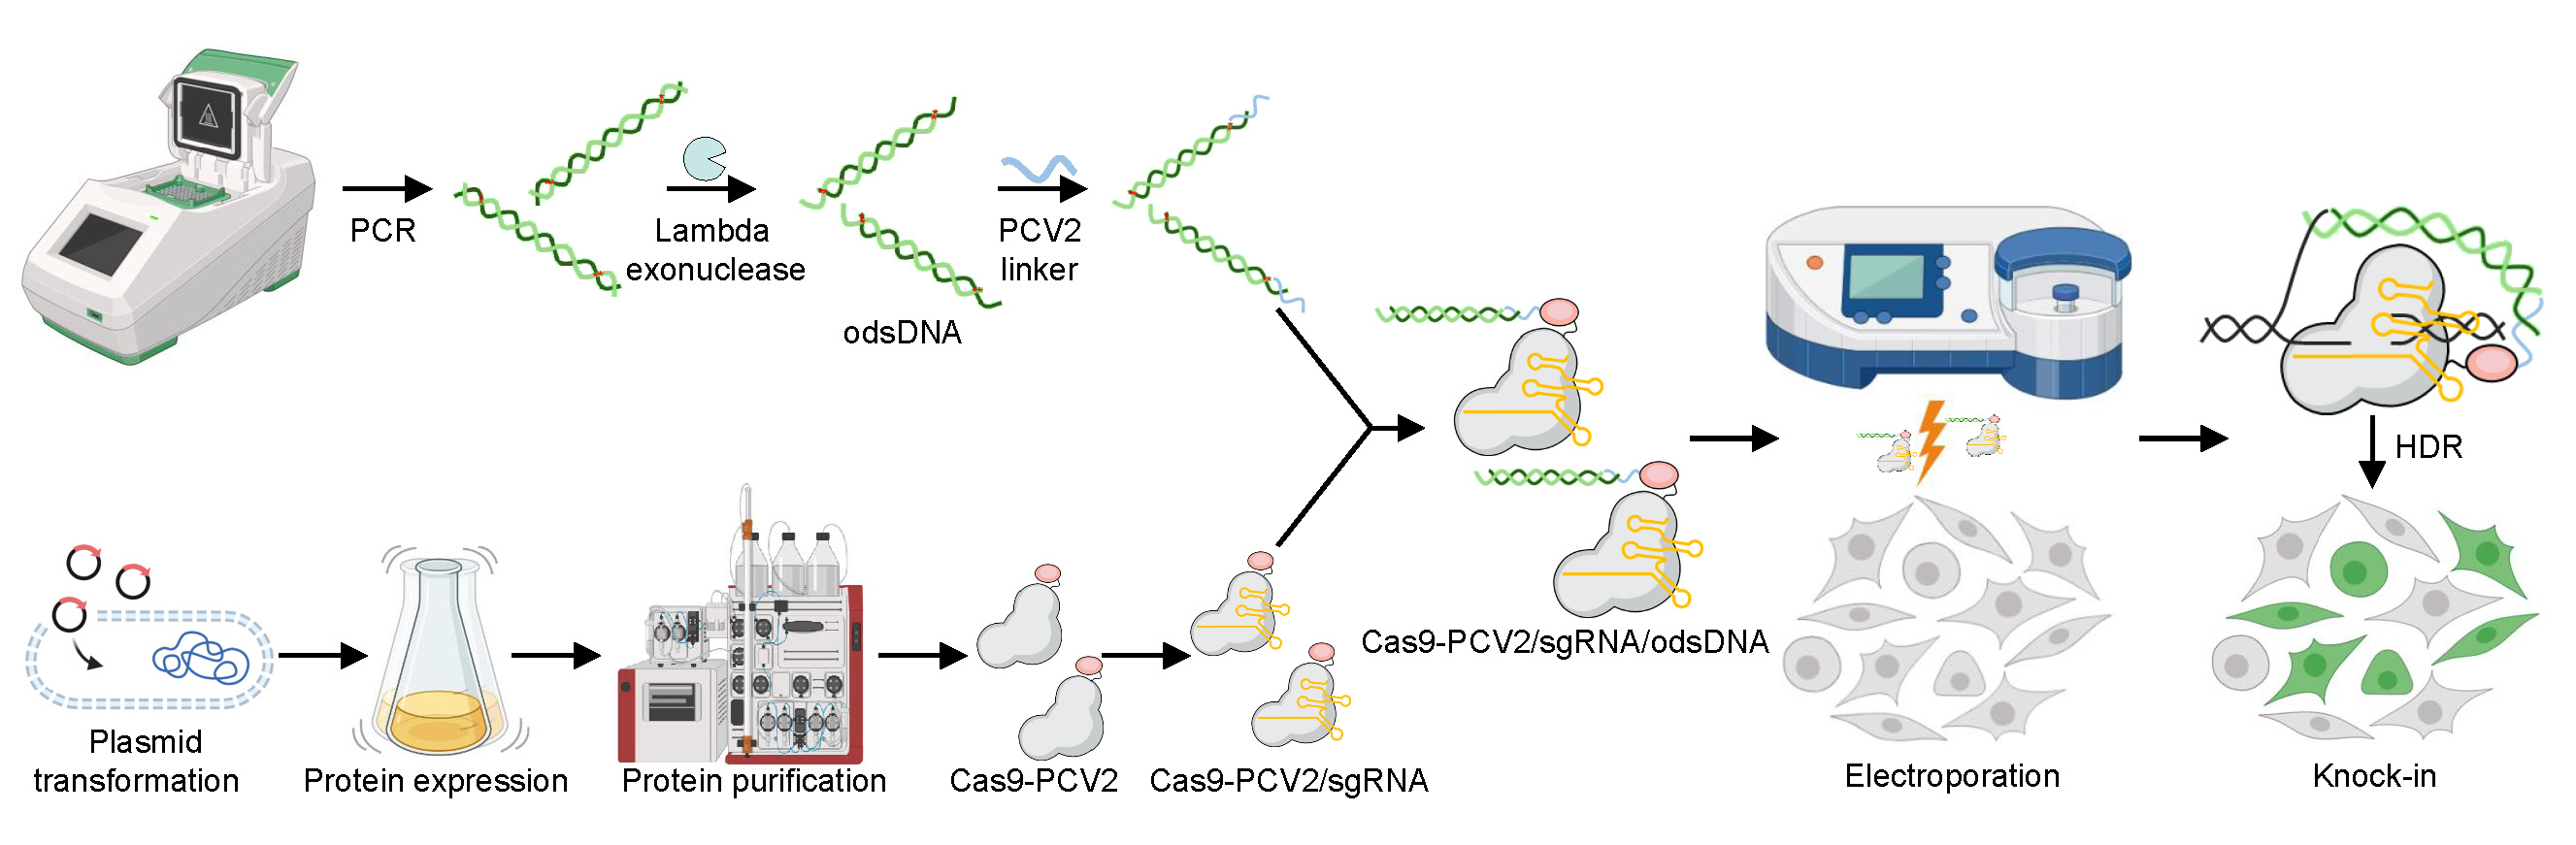 PCR
Lambda
exonuclease
odsDNA
PCV2
linker
Cas9-PCV2/sgRNA/odsDNA
HDR
Plasmid
transformation
Protein expression
Protein purification
Cas9-PCV2
Cas9-PCV2/sgRNA
Electroporation
Knock-in